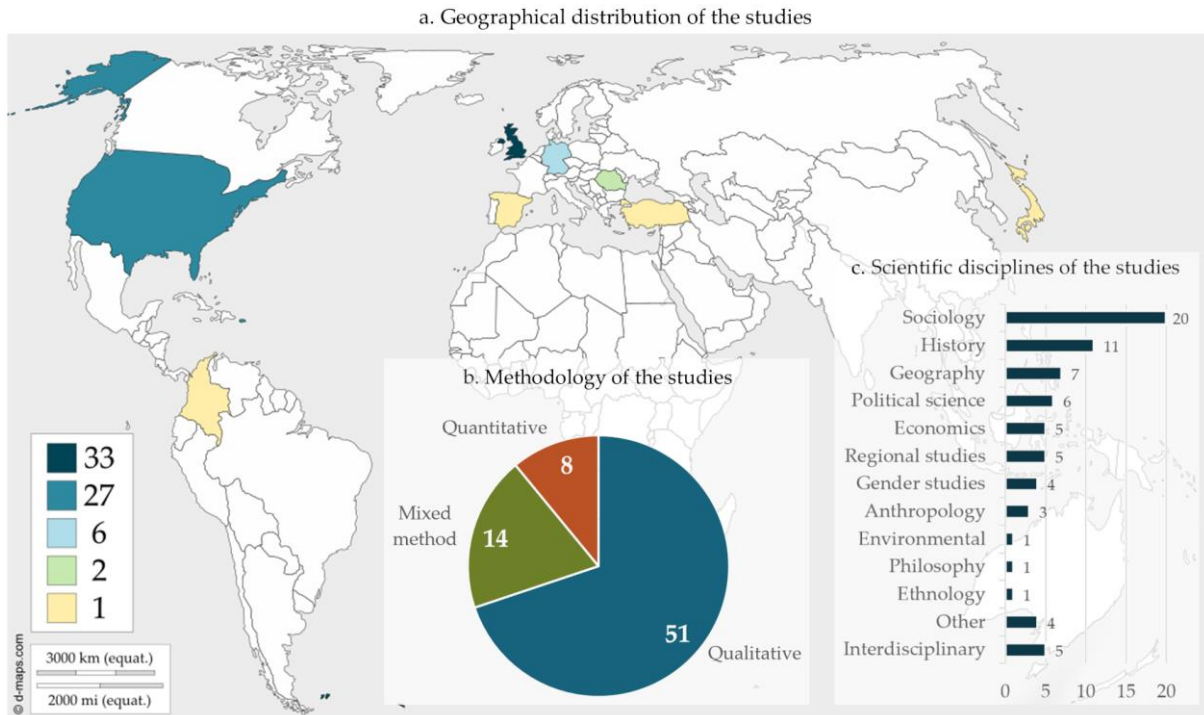 a. Geographical distribution of the studies
33
27
6
2
1
3000 km (equat.)
2000 mi (equat.)
© d-maps.com
b. Methodology of the studies
Quantitative
8
Mixed
method
14
51
Qualitative
c. Scientific disciplines of the studies
Sociology 20
History 11
Geography 7
Political science 6
Economics 5
Regional studies 5
Gender studies 4
Anthropology 3
Environmental 1
Philosophy 1
Ethnology 1
Other 4
Interdisciplinary 5
0 5 10 15 20